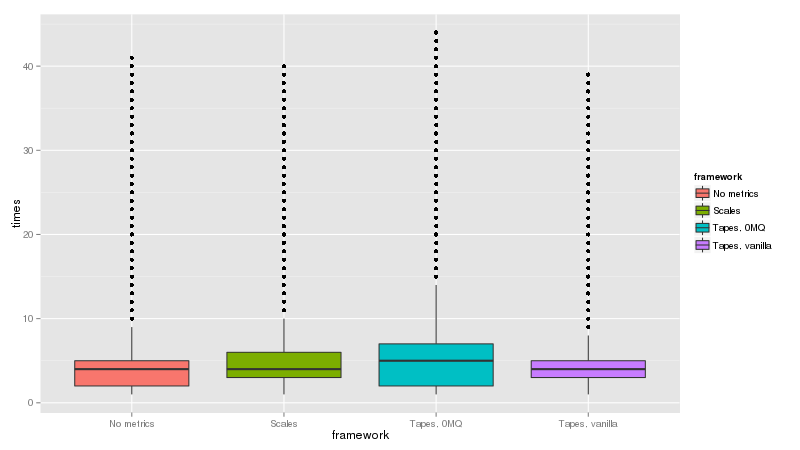 times
40
30
20
10
0
No metrics
Scales
Tapes, 0MQ
Tapes, vanilla
framework
framework
No metrics
Scales
Tapes, 0MQ
Tapes, vanilla